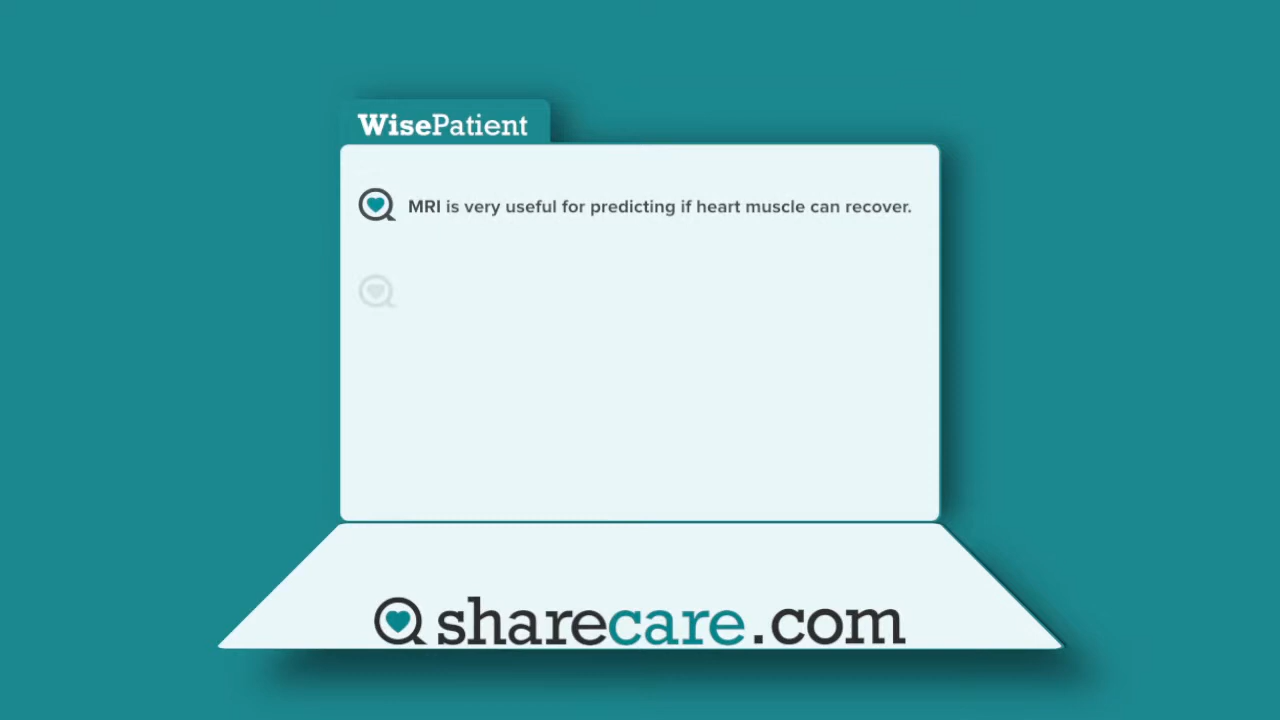 WisePatient
MRI is very useful for predicting if heart muscle can recover.
sharecare.com